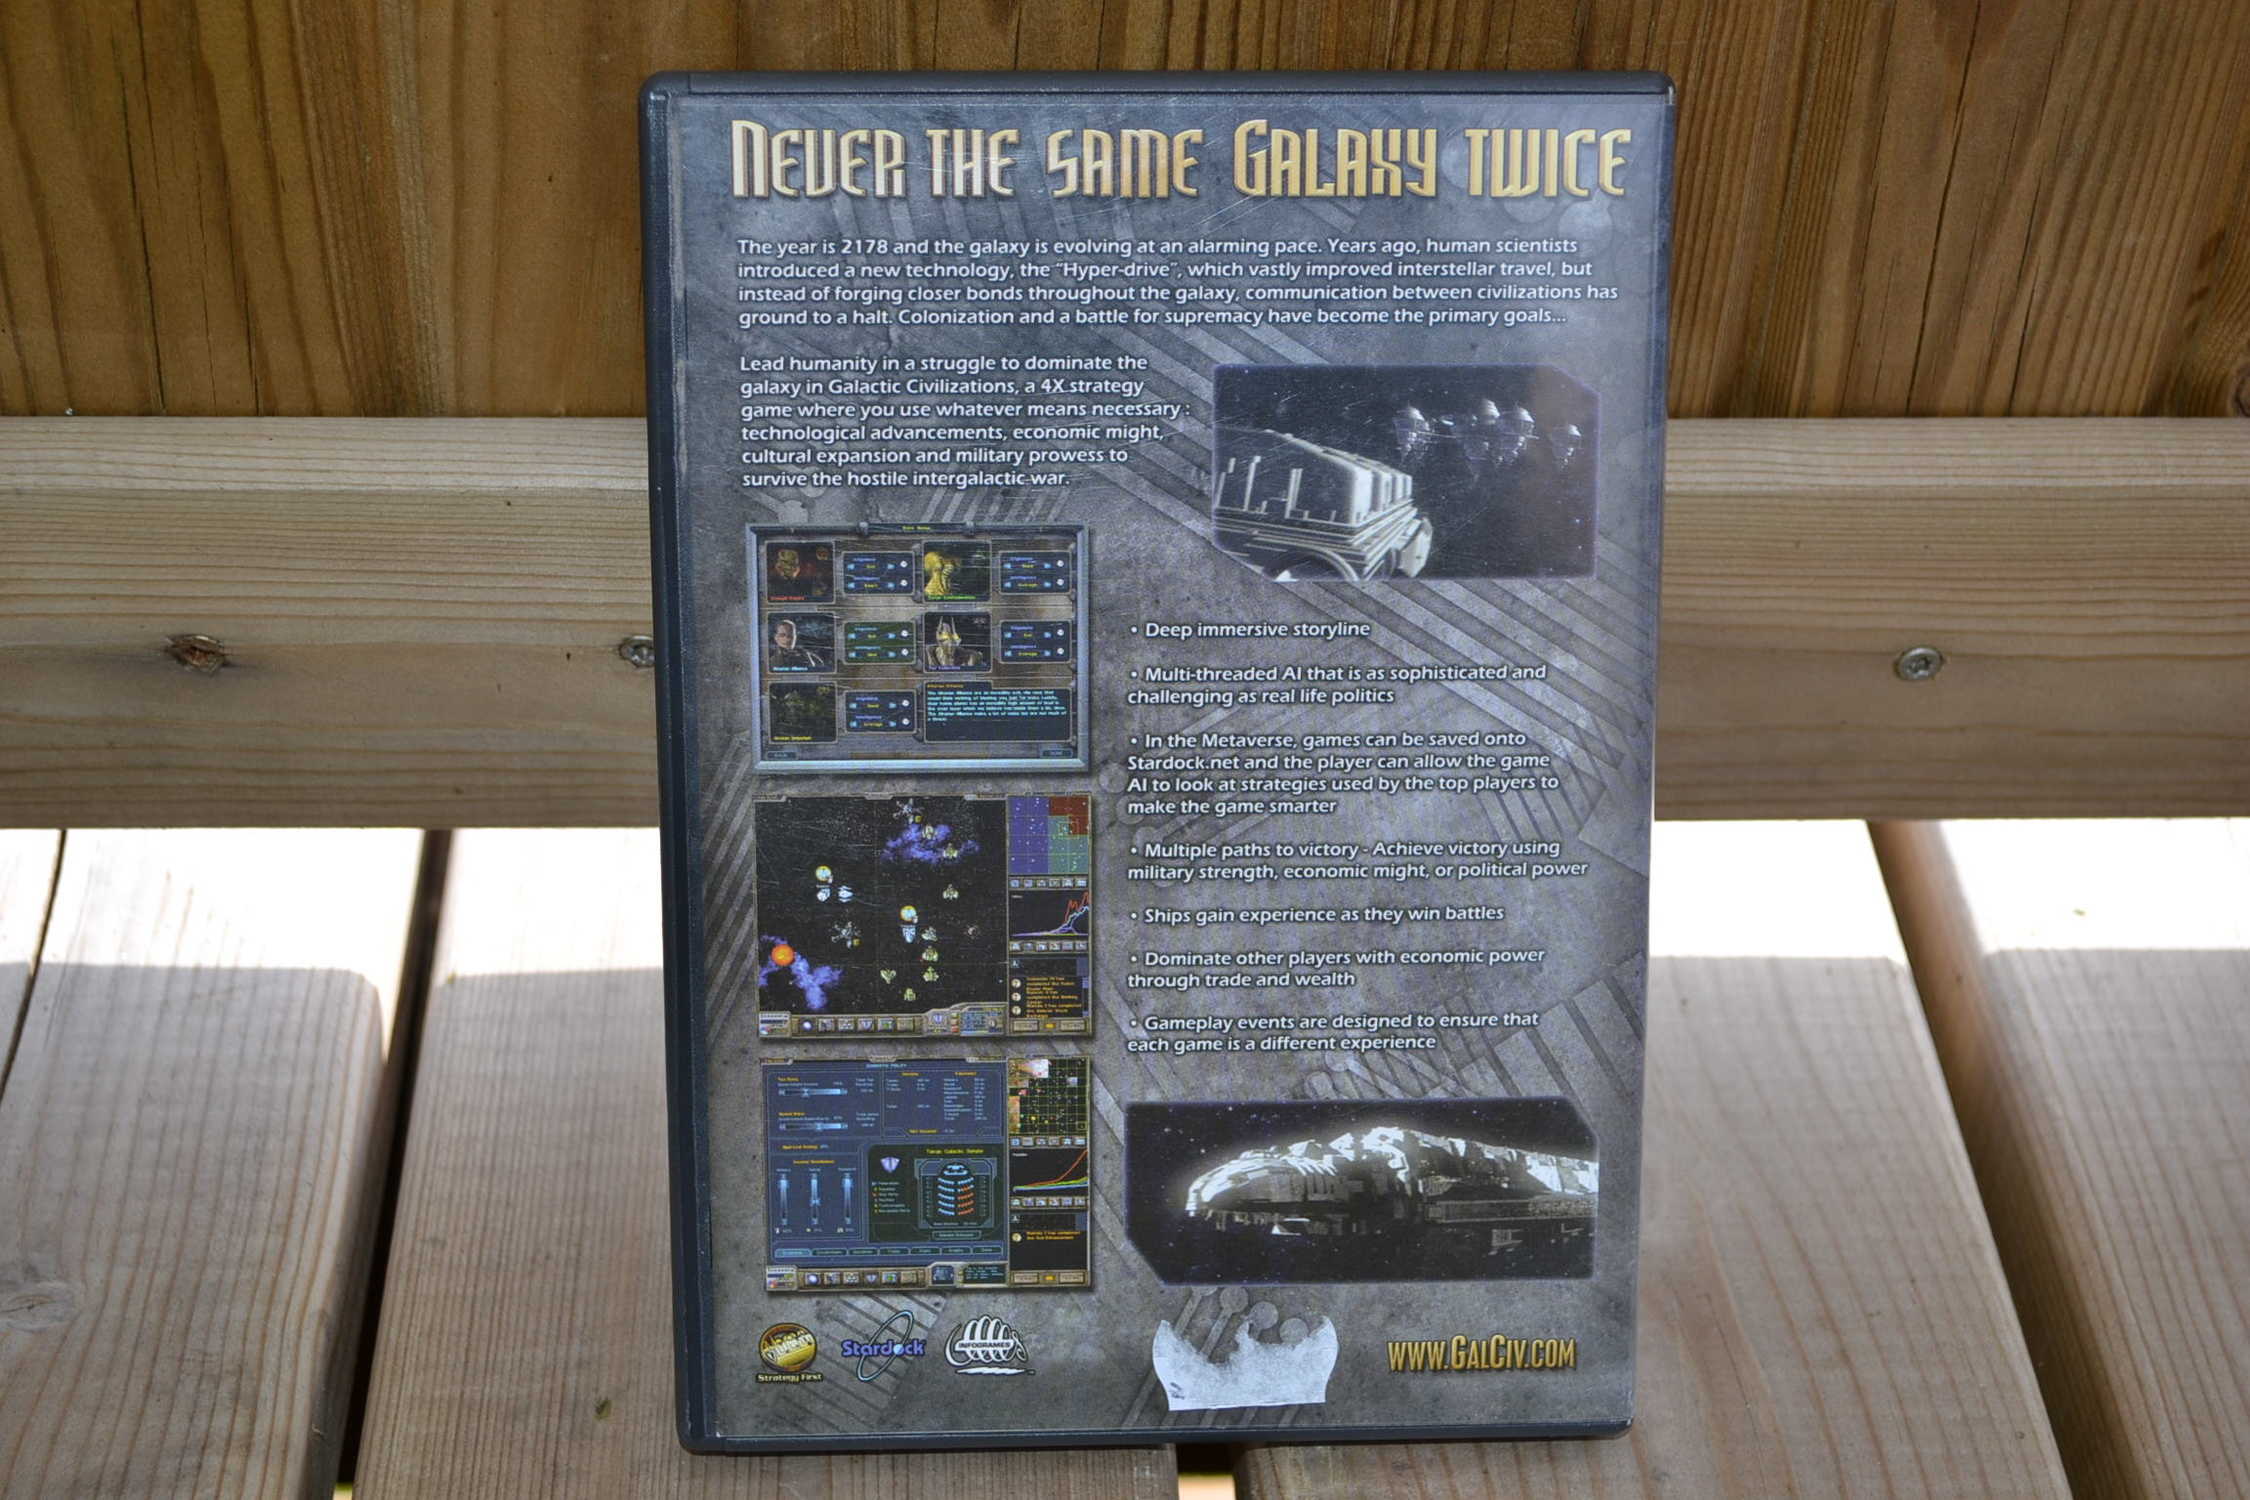 NEVER THE SAME GALAXY TWICE
The year is 2178 and the galaxy is evolving at an alarming pace. Years ago, human scientists
introduced a new technology, the "Hyper-drive", which vastly improved interstellar travel, but
instead of forging closer bonds throughout the galaxy, communication between civilizations has
ground to a halt. Colonization and a battle for supremacy have become the primary goals...
Lead humanity in a struggle to dominate the
galaxy in Galactic Civilizations, a 4X strategy
game where you use whatever means necessary :
technological advancements, economic might,
cultural expansion and military prowess to
survive the hostile intergalactic war.
• Deep immersive storyline
• Multi-threaded AI that is as sophisticated and
challenging as real life politics
• In the Metaverse, games can be saved onto
Stardock.net and the player can allow the game
AI to look at strategies used by the top players to
make the game smarter
• Multiple paths to victory - Achieve victory using
military strength, economic might, or political power
• Ships gain experience as they win battles
• Dominate other players with economic power
through trade and wealth
• Gameplay events are designed to ensure that
each game is a different experience
Terran Galactic Senate
Strategy First
Stardock
INFOGRAMES
WWW.GALCIV.COM